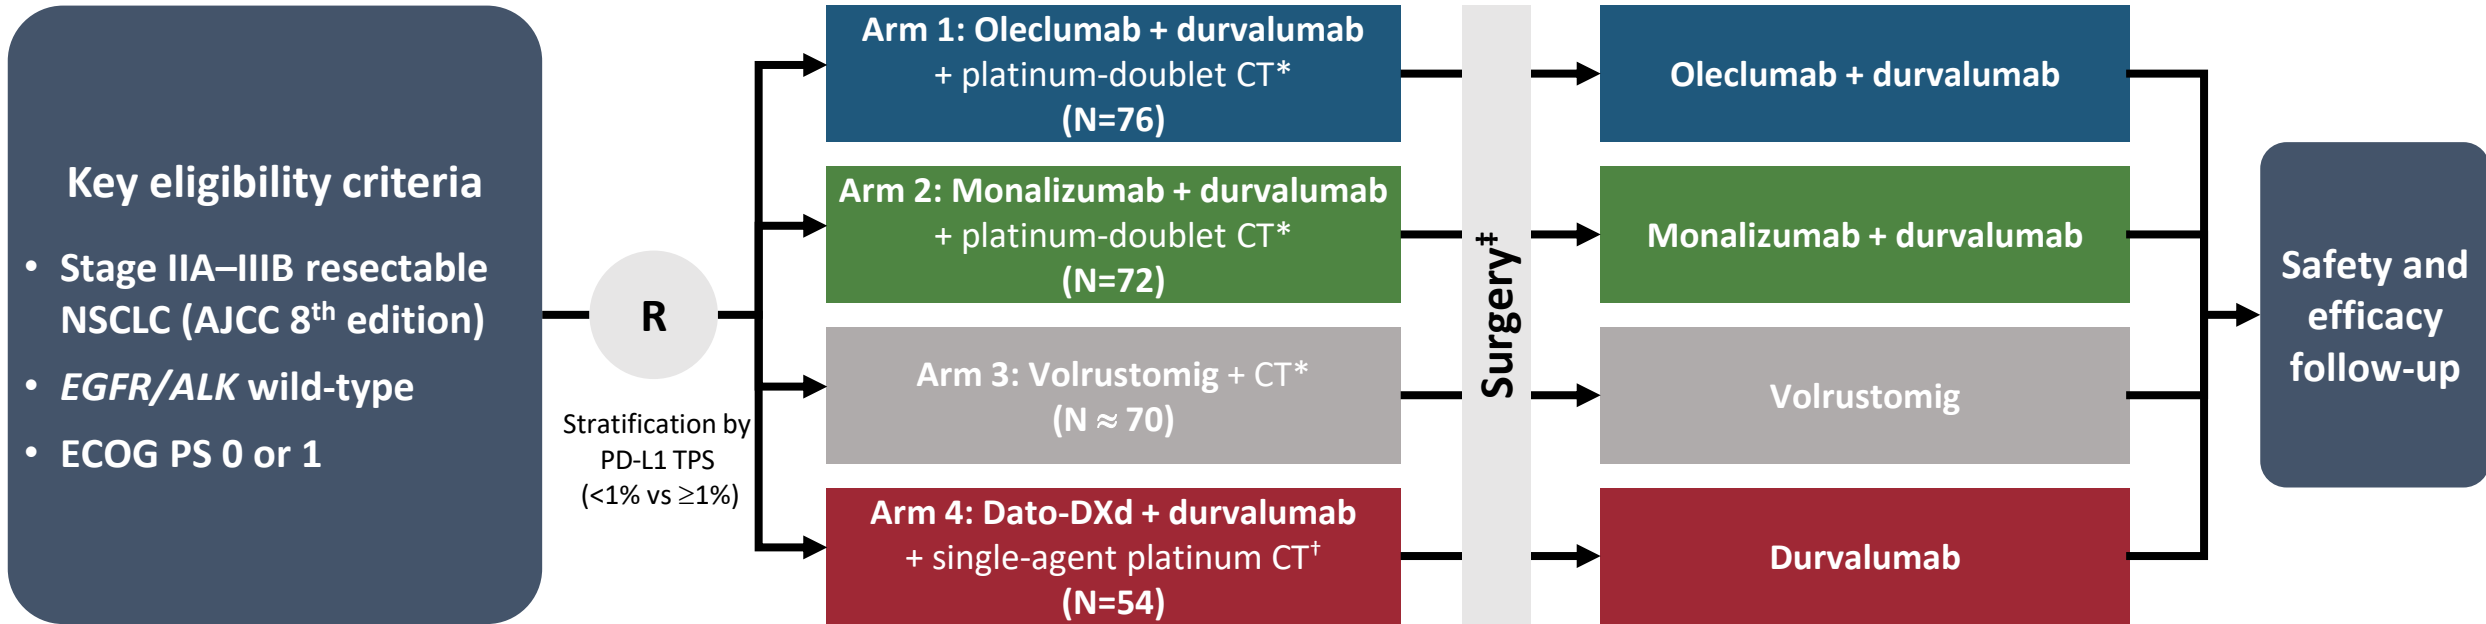 Key eligibility criteria
• Stage IIA–IIIB resectable
NSCLC (AJCC 8th edition)
• EGFR/ALK wild-type
• ECOG PS 0 or 1
R
Stratification by
PD-L1 TPS
(<1% vs ≥1%)
Arm 1: Oleclumab + durvalumab
+ platinum-doublet CT*
(N=76)
Arm 2: Monalizumab + durvalumab
+ platinum-doublet CT*
(N=72)
Arm 3: Volrustomig + CT*
(N ≈ 70)
Arm 4: Dato-DXd + durvalumab
+ single-agent platinum CT†
(N=54)
Surgery‡
Oleclumab + durvalumab
Monalizumab + durvalumab
Volrustomig
Durvalumab
Safety and
efficacy
follow-up